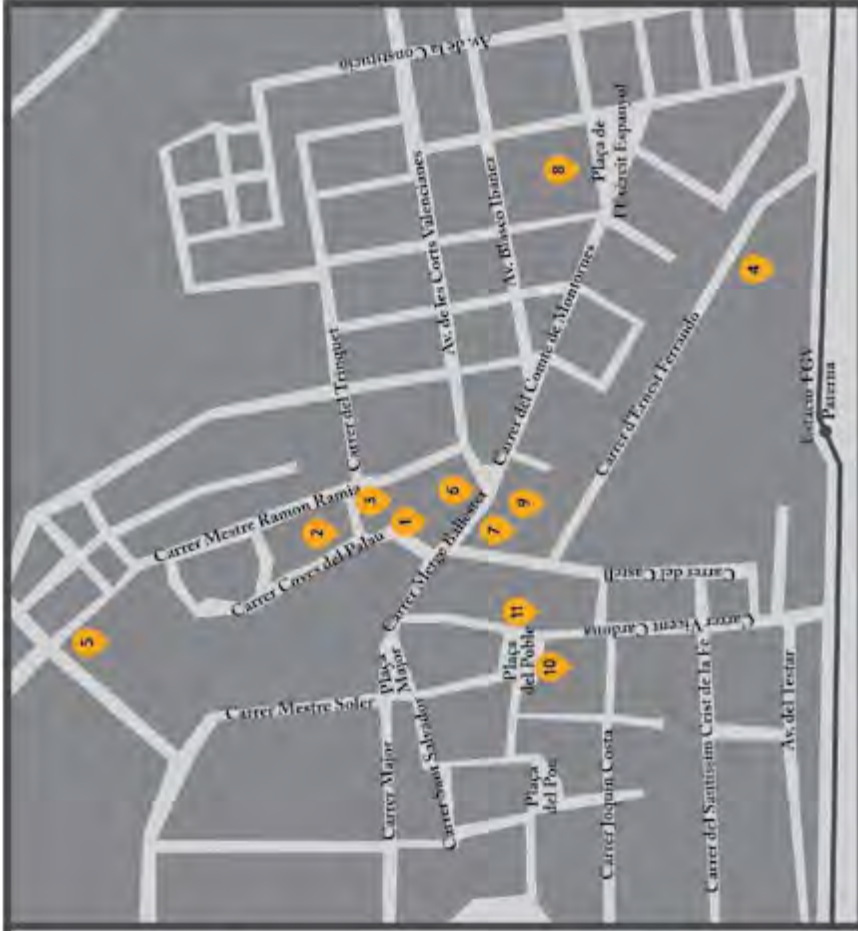 Av. de la Constitució
Plaça de
l'Exèrcit Espanyol
8
Av. Blasco Ibáñez
Av. de les Corts Valencianes
4
Carrer del Trinquet
Carrer del Comte de Montornés
Carrer d'Ernest Ferrando
Estació FGV
Paterna
Carrer Mestre Ramon Ramia
2
3
1
6
7
9
Carrer Coves del Palau
Carrer Metge Ballester
5
11
10
Carrer del Castell
Carrer Vicent Cardona
Plaça
Major
Plaça
del Poble
Carrer Mestre Soler
Carrer Major
Carrer Sant Salvador
Plaça
del Pou
Carrer Joquin Costa
Carrer del Santíssim Crist de la Fe
Av. del Testar